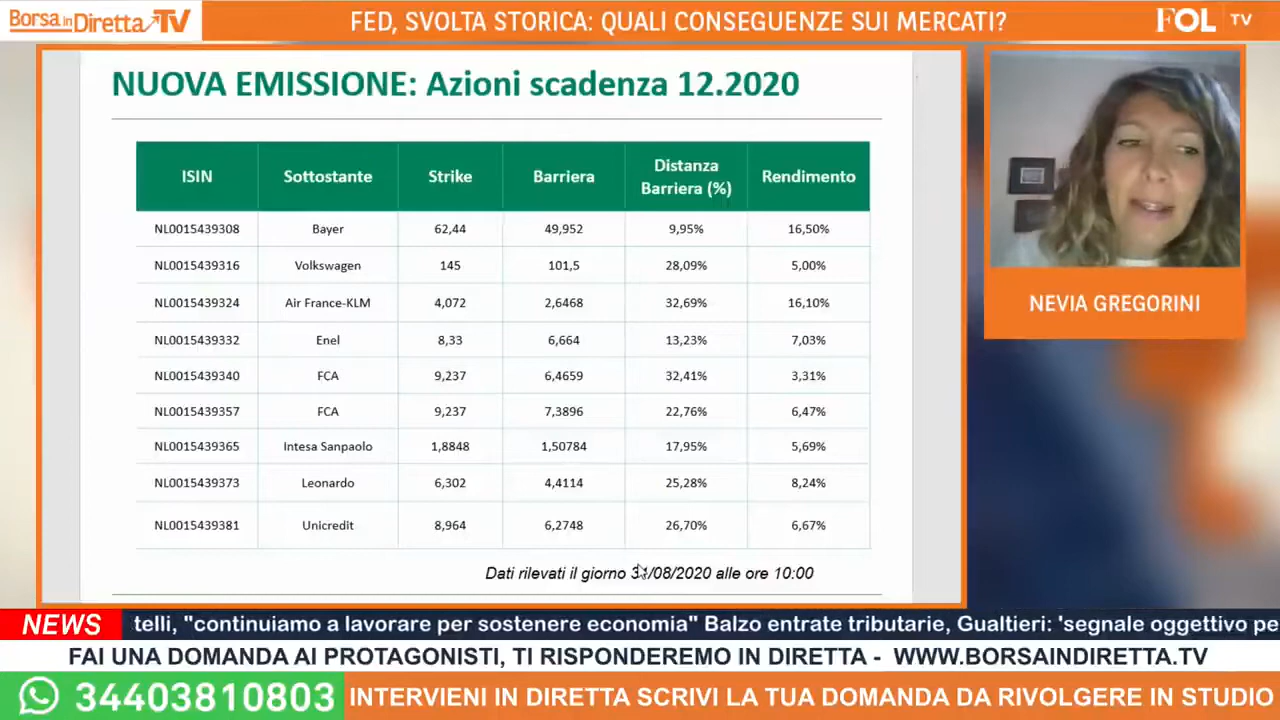 Borsa in Diretta TV
FED, SVOLTA STORICA: QUALI CONSEGUENZE SUI MERCATI?
FOL TV
NUOVA EMISSIONE: Azioni scadenza 12.2020
ISIN Sottostante Strike Barriera Distanza Barriera (%) Rendimento
NL0015439308 Bayer 62,44 49,952 9,95% 16,50%
NL0015439316 Volkswagen 145 101,5 28,09% 5,00%
NL0015439324 Air France-KLM 4,072 2,6468 32,69% 16,10%
NL0015439332 Enel 8,33 6,664 13,23% 7,03%
NL0015439340 FCA 9,237 6,4659 32,41% 3,31%
NL0015439357 FCA 9,237 7,3896 22,76% 6,47%
NL0015439365 Intesa Sanpaolo 1,8848 1,50784 17,95% 5,69%
NL0015439373 Leonardo 6,302 4,4114 25,28% 8,24%
NL0015439381 Unicredit 8,964 6,2748 26,70% 6,67%
Dati rilevati il giorno 31/08/2020 alle ore 10:00
NEVIA GREGORINI
NEWS telli, "continuiamo a lavorare per sostenere economia" Balzo entrate tributarie, Gualtieri: 'segnale oggettivo pe
FAI UNA DOMANDA AI PROTAGONISTI, TI RISPONDEREMO IN DIRETTA - WWW.BORSAINDIRETTA.TV
34403810803 INTERVIENI IN DIRETTA SCRIVI LA TUA DOMANDA DA RIVOLGERE IN STUDIO